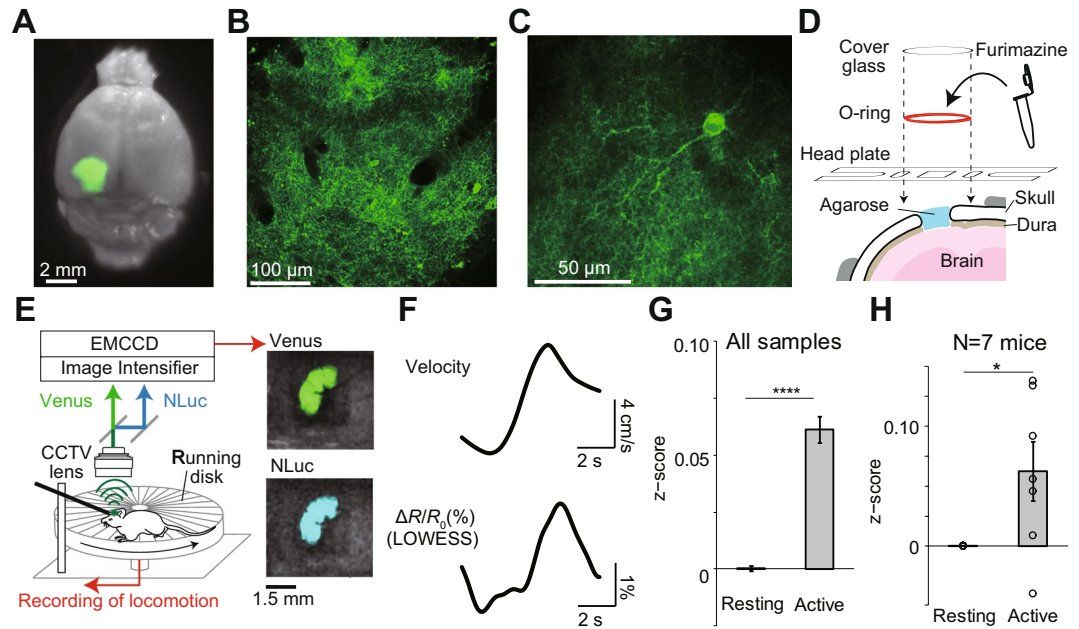 A
2 mm
B
100 µm
C
50 µm
D
Cover
glass
Furimazine
O-ring
Head plate
Agarose
Skull
Dura
Brain
E
EMCCD
Image Intensifier
Venus
NLuc
CCTV
lens
Running
disk
Recording of locomotion
Venus
NLuc
1.5 mm
F
Velocity
4 cm/s
2 s
ΔR/R0(%)
(LOWESS)
1%
2 s
G
All samples
0.10
****
0.05
z−score
0
Resting Active
H
N=7 mice
*
0.10
z−score
0
Resting Active